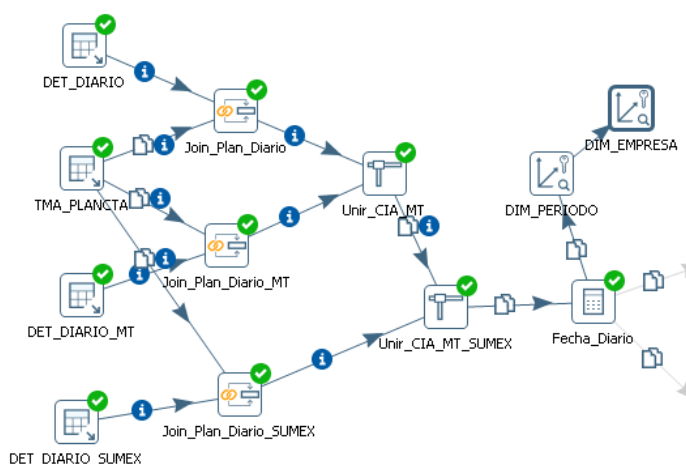 DET_DIARIO
Join_Plan_Diario
DIM_EMPRESA
TMA_PLANCTA
Unir_CIA_MT
DIM_PERIODO
Join_Plan_Diario_MT
DET_DIARIO_MT
Unir_CIA_MT_SUMEX
Fecha_Diario
Join_Plan_Diario_SUMEX
DET_DIARIO_SUMEX